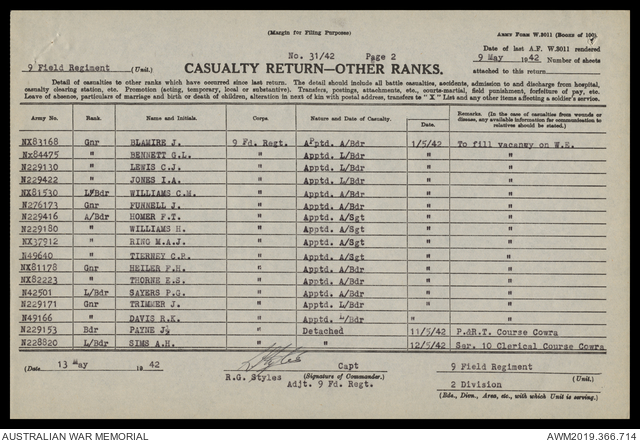 (Margin for Filing Purposes)
ARMY FORM W.3011 (Books of 100)
No. 31/42 Page 2
Date of last A.F. W.3011 rendered
9 Field Regiment (Unit.)
9 May 1942 Number of sheets
CASUALTY RETURN—OTHER RANKS.
attached to this return
Detail of casualties to other ranks which have occurred since last return. The detail should include all battle casualties, accidents, admission to and discharge from hospital,
casualty clearing station, etc. Promotion (acting, temporary, local or substantive). Transfers, postings, attachments, etc., courts-martial, field punishment, forfeiture of pay, etc.
Leave of absence, particulars of marriage and birth or death of children, alteration in next of kin with postal address, transfers to "X" List and any other items affecting a soldier's service.
Army No. Rank. Name and Initials. Corps. Nature and Date of Casualty. Date. Remarks. (In the case of casualties from wounds or disease, any available information for communication to relatives should be stated.)
NX83168 Gnr BLAMIRE J. 9 Fd. Regt. Apptd. A/Bdr 1/5/42 To fill vacancy on W.E.
Nx84475 " BENNETT G.L. " Apptd. L/Bdr " "
N229130 " LEWIS C.J. " Apptd. L/Bdr " "
N229422 " JONES I.A. " Apptd. L/Bdr " "
NX81530 L/Bdr WILLIAMS C.M. " Apptd. A/Bdr " "
N276173 Gnr FUNNELL J. " Apptd. A/Bdr " "
N229416 A/Bdr HOMER F.T. " Apptd. A/Sgt " "
N229180 " WILLIAMS H. " Apptd. A/Sgt " "
NX37912 " RING M.A.J. " Apptd. A/Sgt " "
N49640 " TIERNEY C.R. " Apptd. A/Sgt " "
NX81178 Gnr HEILER F.H. " Apptd. L/Bdr " "
NX82223 " THORNE E.S. " Apptd. A/Bdr " "
N42501 L/Bdr SAYERS P.G. " Apptd. A/Bdr " "
N229171 Gnr TRIMMER J. " Apptd. L/Bdr " "
N49166 " DAVIS R.K. " Apptd. L/Bdr " "
N229153 Bdr PAYNE J. " Detached 11/5/42 P.&R.T. Course Cowra
N228820 L/Bdr SIMS A.H. " " 12/5/42 Ser. 10 Clerical Course Cowra
(Date 13 May 1942 Capt 9 Field Regiment
R.G. Styles (Signature of Commander.) (Unit.)
Adjt. 9 Fd. Regt. 2 Division
(Bde., Divn., Area, etc., with which Unit is serving.)
AUSTRALIAN WAR MEMORIAL AWM2019.366.714